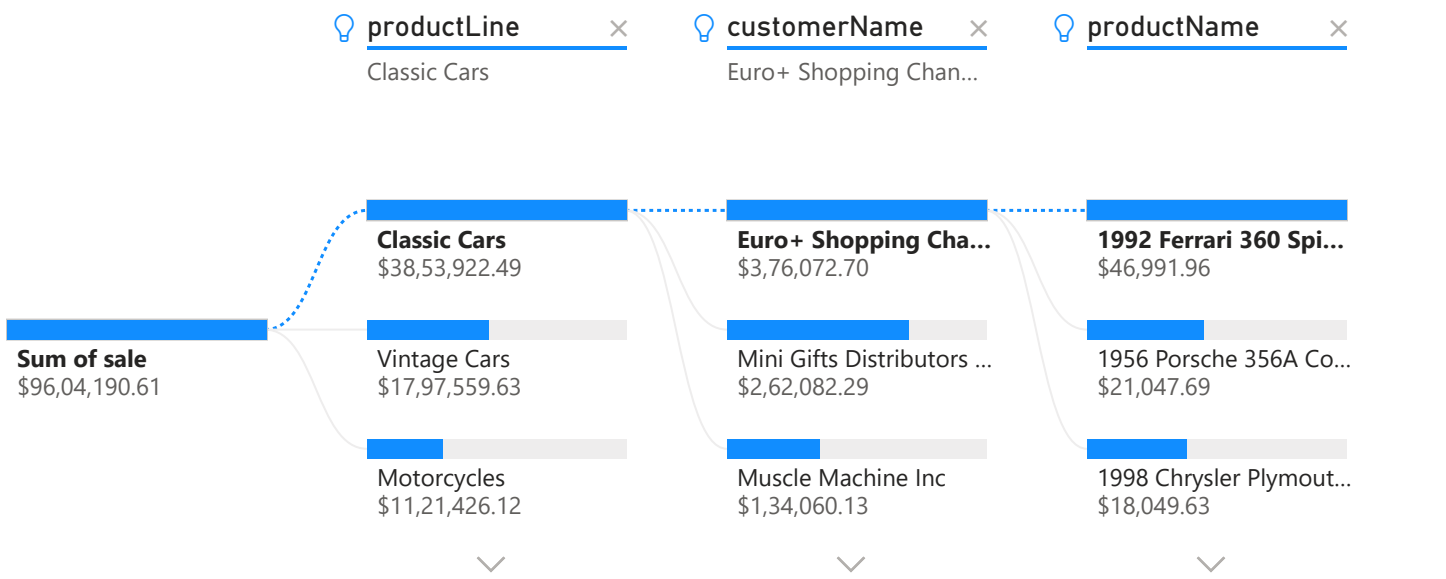 productLine
customerName
productName
Classic Cars
Euro+ Shopping Chan...
Classic Cars
$38,53,922.49
Euro+ Shopping Cha...
$3,76,072.70
1992 Ferrari 360 Spi...
$46,991.96
Sum of sale
$96,04,190.61
Vintage Cars
$17,97,559.63
Mini Gifts Distributors ...
$2,62,082.29
1956 Porsche 356A Co...
$21,047.69
Motorcycles
$11,21,426.12
Muscle Machine Inc
$1,34,060.13
1998 Chrysler Plymout...
$18,049.63